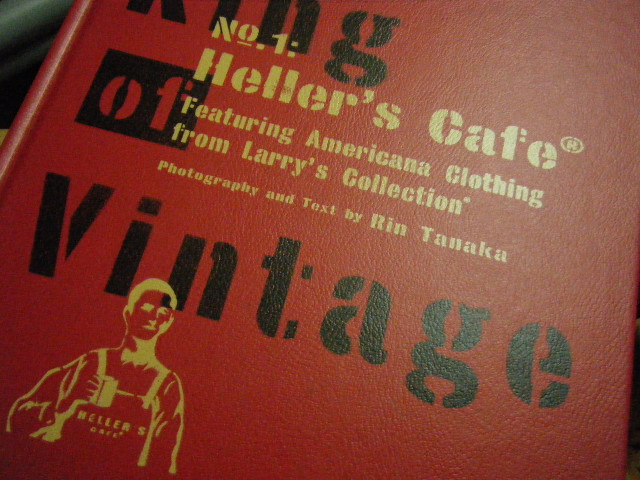 King
of
Vintage
No.1:
Heller's Cafe®
Featuring Americana Clothing
from Larry's Collection
Photography and Text by Rin Tanaka
HELLER'S
CAFE